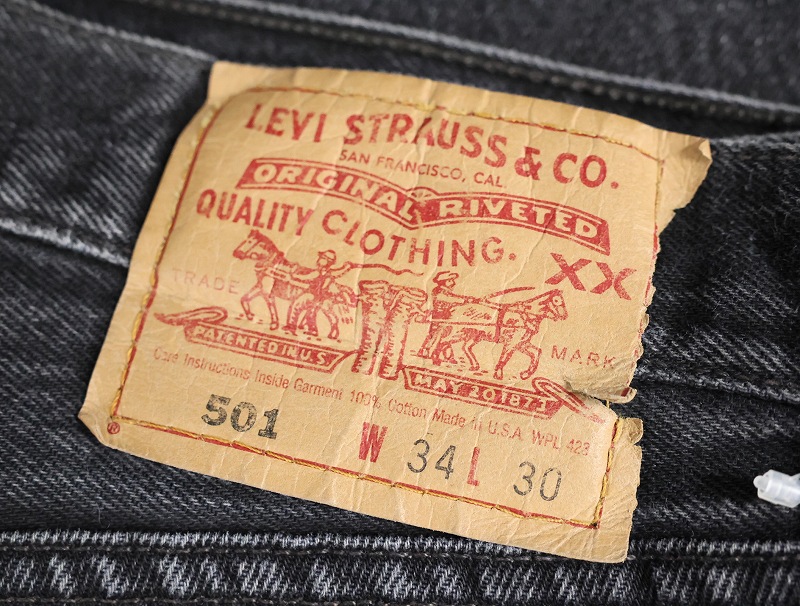 LEVI STRAUSS & CO.
SAN FRANCISCO, CAL.
ORIGINAL RIVETED
QUALITY CLOTHING.
XX
TRADE MARK
PATENTED IN U.S. MAY 20 1873
Care Instructions Inside Garment 100% Cotton Made in U.S.A. WPL 423
501 W 34 L 30
®